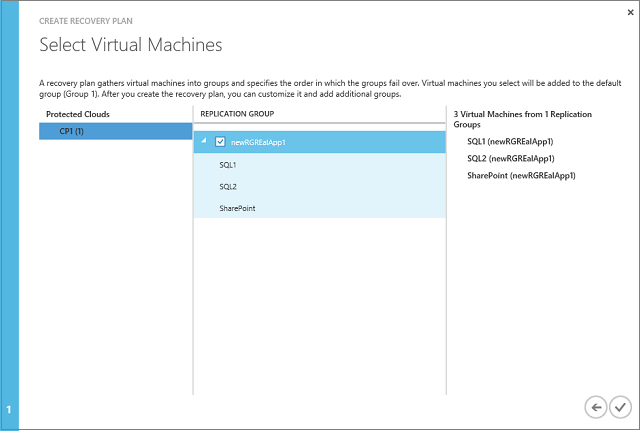 CREATE RECOVERY PLAN
Select Virtual Machines
A recovery plan gathers virtual machines into groups and specifies the order in which the groups fail over. Virtual machines you select will be added to the default
group (Group 1). After you create the recovery plan, you can customize it and add additional groups.
Protected Clouds
CP1 (1)
REPLICATION GROUP
newRGREalApp1
SQL1
SQL2
SharePoint
3 Virtual Machines from 1 Replication
Groups
SQL1 (newRGREalApp1)
SQL2 (newRGREalApp1)
SharePoint (newRGREalApp1)
1